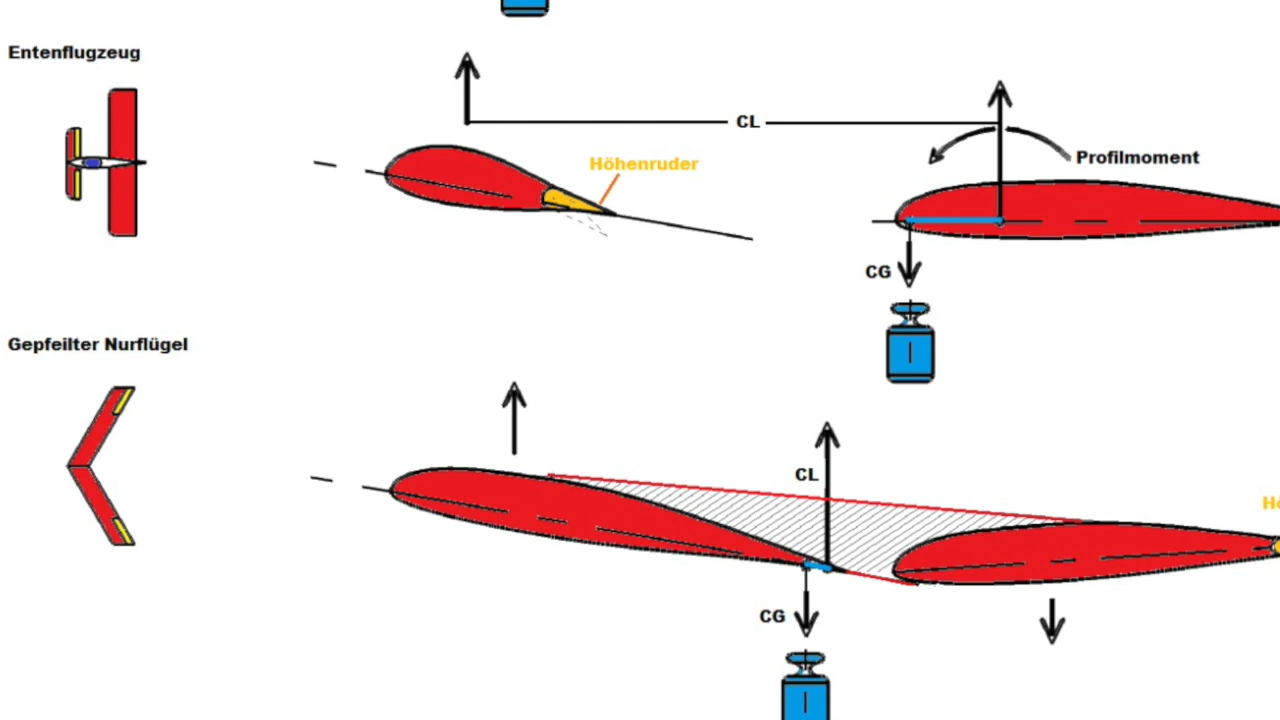 Entenflugzeug
CL
Höhenruder
Profilmoment
CG
Gepfeilter Nurflügel
CL
CG